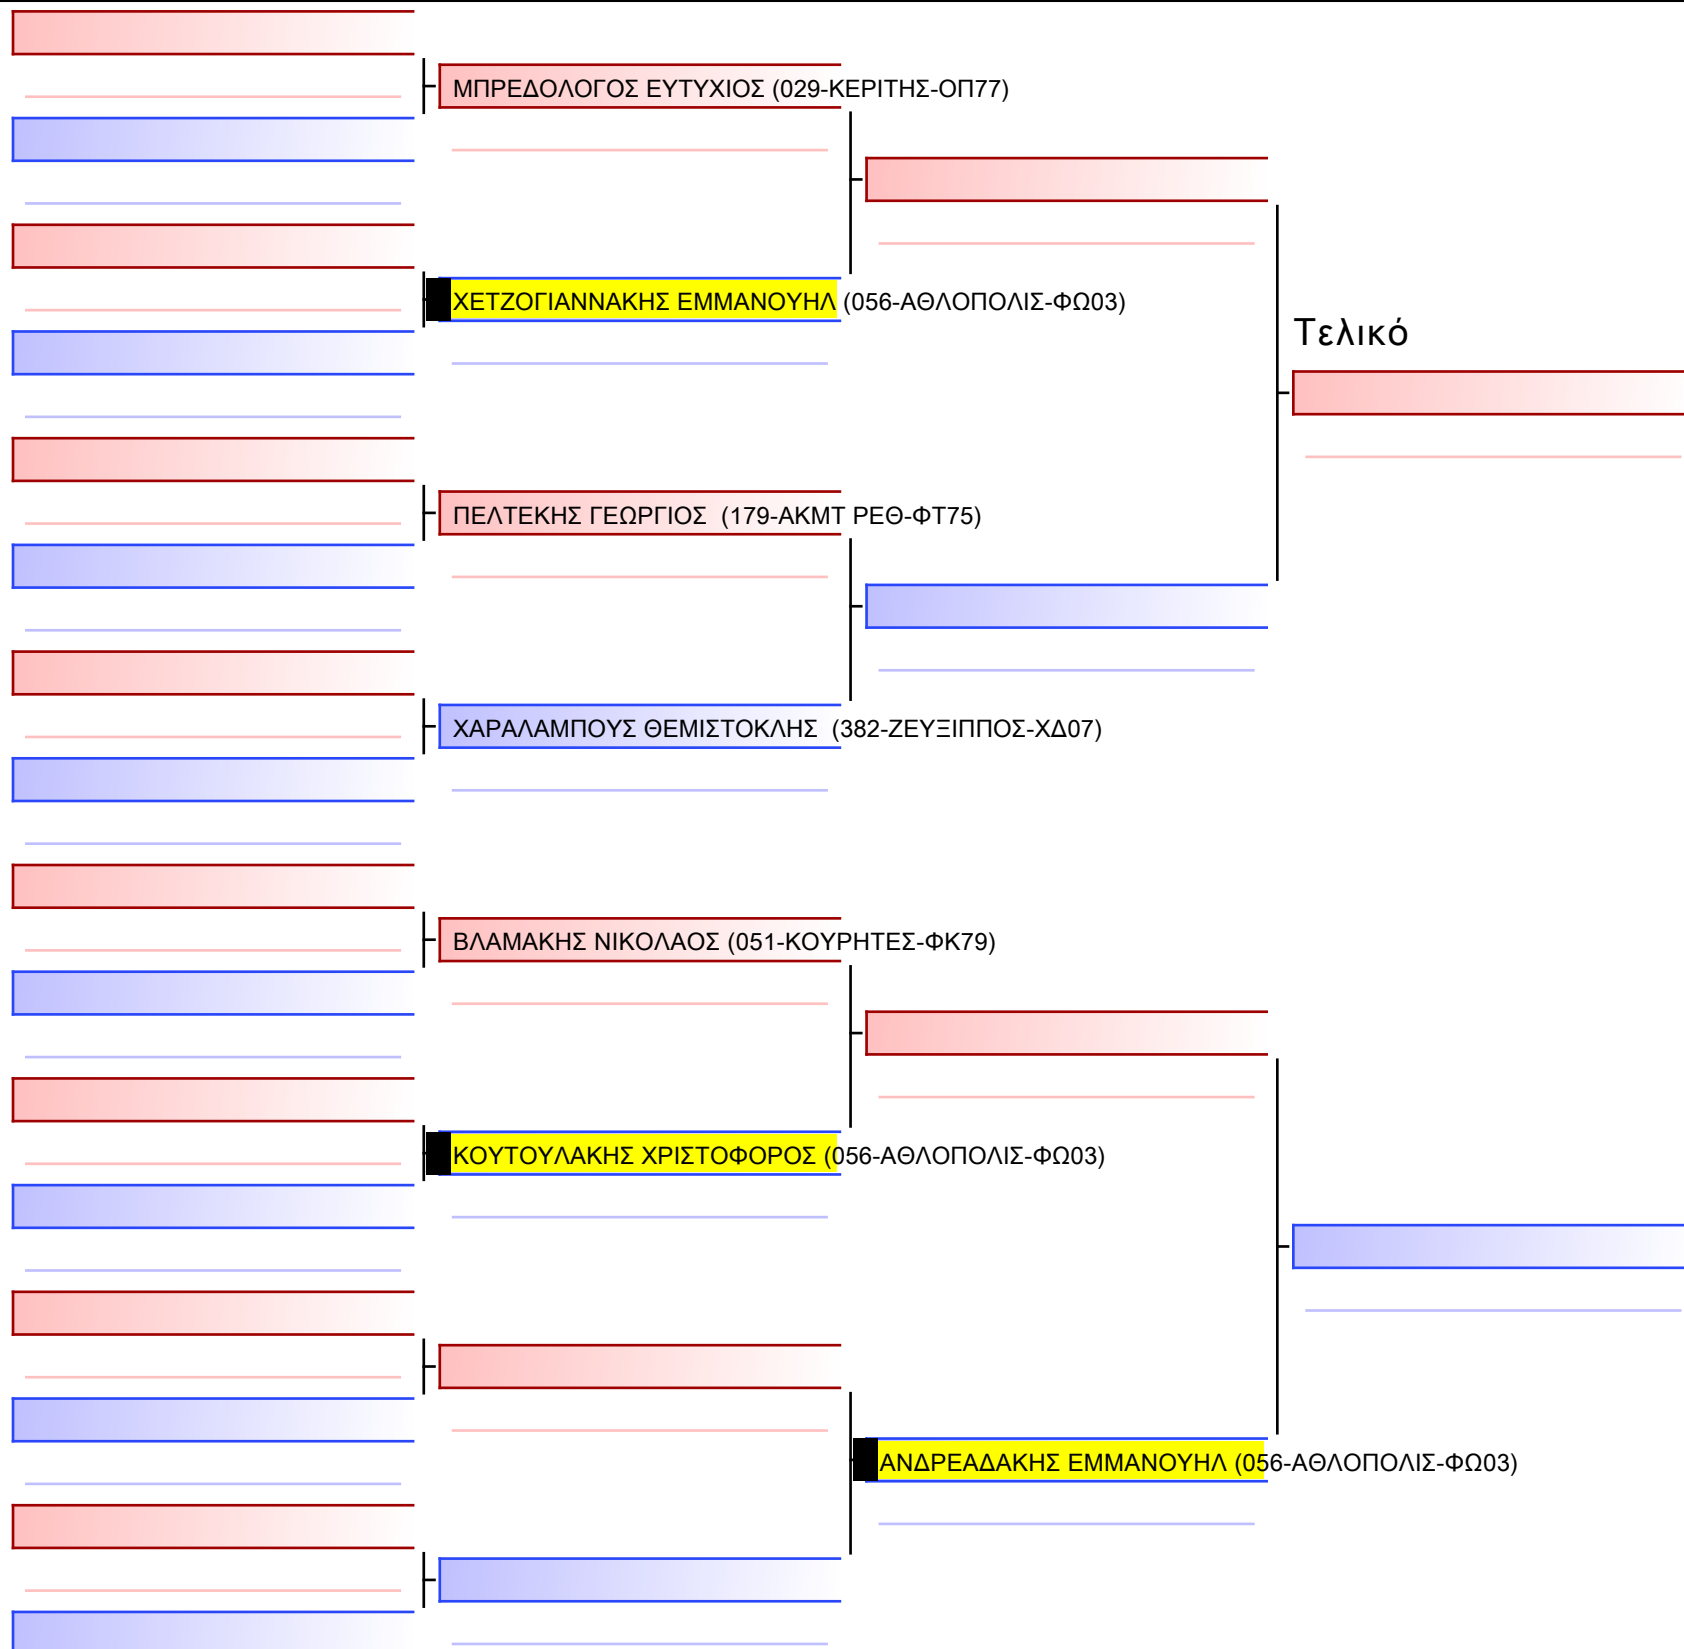 ΜΠΡΕΔΟΛΟΓΟΣ ΕΥΤΥΧΙΟΣ (029-ΚΕΡΙΤΗΣ-ΟΠ77)
ΧΕΤΖΟΓΙΑΝΝΑΚΗΣ ΕΜΜΑΝΟΥΗΛ (056-ΑΘΛΟΠΟΛΙΣ-ΦΩ03)
Τελικό
ΠΕΛΤΕΚΗΣ ΓΕΩΡΓΙΟΣ (179-ΑΚΜΤ ΡΕΘ-ΦΤ75)
ΧΑΡΑΛΑΜΠΟΥΣ ΘΕΜΙΣΤΟΚΛΗΣ (382-ΖΕΥΞΙΠΠΟΣ-ΧΔ07)
ΒΛΑΜΑΚΗΣ ΝΙΚΟΛΑΟΣ (051-ΚΟΥΡΗΤΕΣ-ΦΚ79)
ΚΟΥΤΟΥΛΑΚΗΣ ΧΡΙΣΤΟΦΟΡΟΣ (056-ΑΘΛΟΠΟΛΙΣ-ΦΩ03)
ΑΝΔΡΕΑΔΑΚΗΣ ΕΜΜΑΝΟΥΗΛ (056-ΑΘΛΟΠΟΛΙΣ-ΦΩ03)